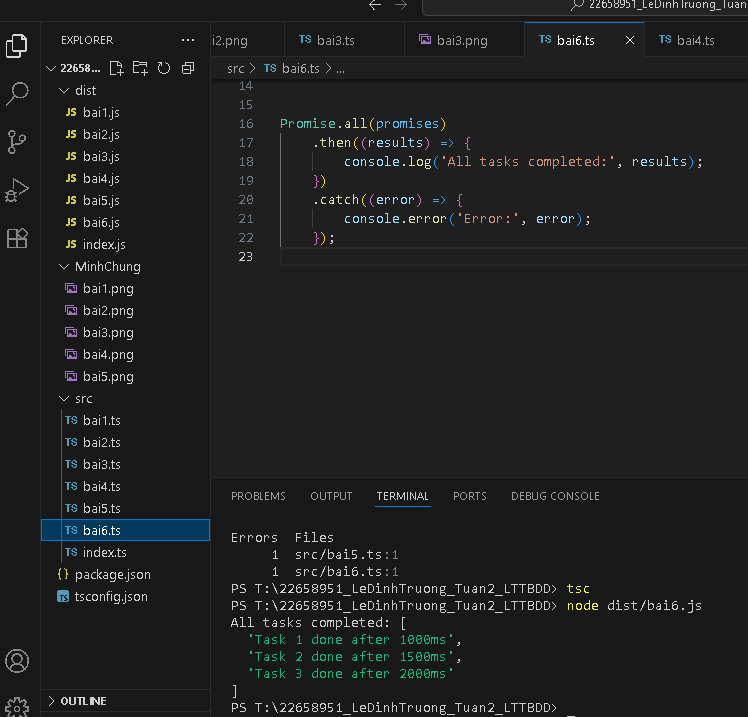 22658951_LeDinhTruong_Tuan
EXPLORER
i2.png
TS bai3.ts
bai3.png
TS bai6.ts
TS bai4.ts
22658...
src > TS bai6.ts > ...
dist
JS bai1.js
JS bai2.js
JS bai3.js
JS bai4.js
JS bai5.js
JS bai6.js
JS index.js
MinhChung
bai1.png
bai2.png
bai3.png
bai4.png
bai5.png
src
TS bai1.ts
TS bai2.ts
TS bai3.ts
TS bai4.ts
TS bai5.ts
TS bai6.ts
TS index.ts
{} package.json
TS tsconfig.json
OUTLINE
14
15
16 Promise.all(promises)
17 .then((results) => {
18 console.log('All tasks completed:', results);
19 })
20 .catch((error) => {
21 console.error('Error:', error);
22 });
23
PROBLEMS OUTPUT TERMINAL PORTS DEBUG CONSOLE
Errors Files
1 src/bai5.ts:1
1 src/bai6.ts:1
PS T:\22658951_LeDinhTruong_Tuan2_LTTBDD> tsc
PS T:\22658951_LeDinhTruong_Tuan2_LTTBDD> node dist/bai6.js
All tasks completed: [
'Task 1 done after 1000ms',
'Task 2 done after 1500ms',
'Task 3 done after 2000ms'
]
PS T:\22658951_LeDinhTruong_Tuan2_LTTBDD>